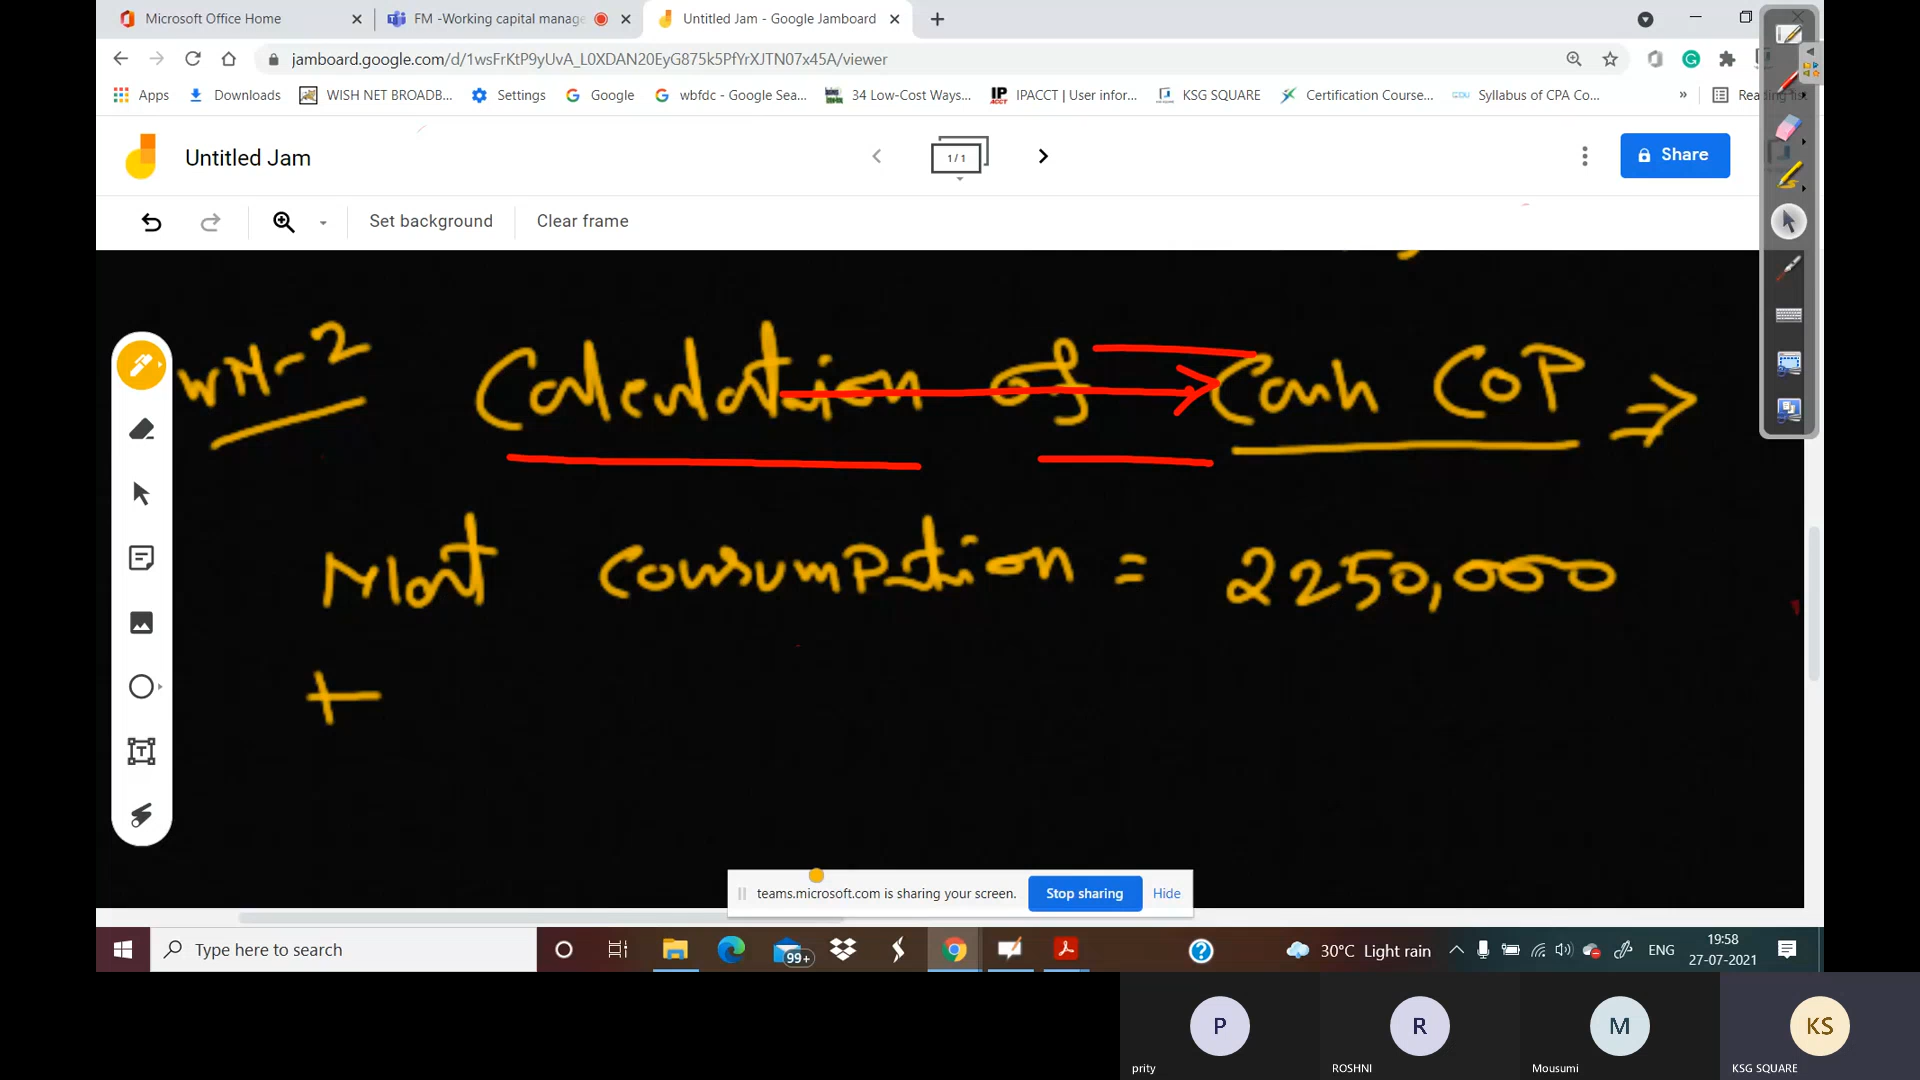 Microsoft Office Home
FM -Working capital manage
Untitled Jam - Google Jamboard
jamboard.google.com/d/1wsFrKtP9yUvA_L0XDAN20EyG875k5PfYrXJTN07x45A/viewer
Apps
Downloads
WISH NET BROADB...
Settings
Google
wbfdc - Google Sea...
34 Low-Cost Ways...
IPACCT | User infor...
KSG SQUARE
Certification Course...
Syllabus of CPA Co...
»
Reading list
Untitled Jam
1 / 1
Share
Set background
Clear frame
WN-2 Calculation of Cash COP ⇒
Mat consumption = 2250,000
+
teams.microsoft.com is sharing your screen.
Stop sharing
Hide
Type here to search
99+
30°C Light rain
ENG
19:58
27-07-2021
P
R
M
KS
prity
ROSHNI
Mousumi
KSG SQUARE